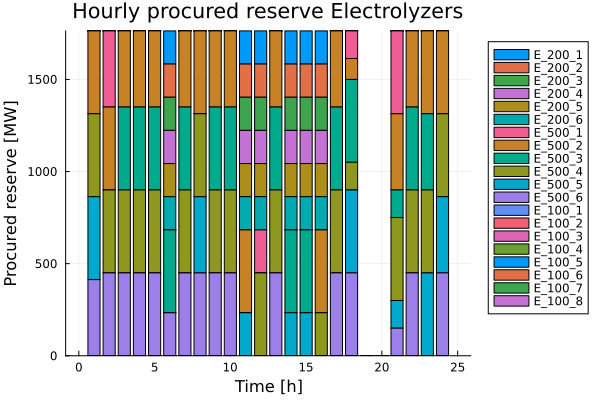 Hourly procured reserve Electrolyzers
Procured reserve [MW]
1500
1000
500
0
0 5 10 15 20 25
Time [h]
E_200_1
E_200_2
E_200_3
E_200_4
E_200_5
E_200_6
E_500_1
E_500_2
E_500_3
E_500_4
E_500_5
E_500_6
E_100_1
E_100_2
E_100_3
E_100_4
E_100_5
E_100_6
E_100_7
E_100_8